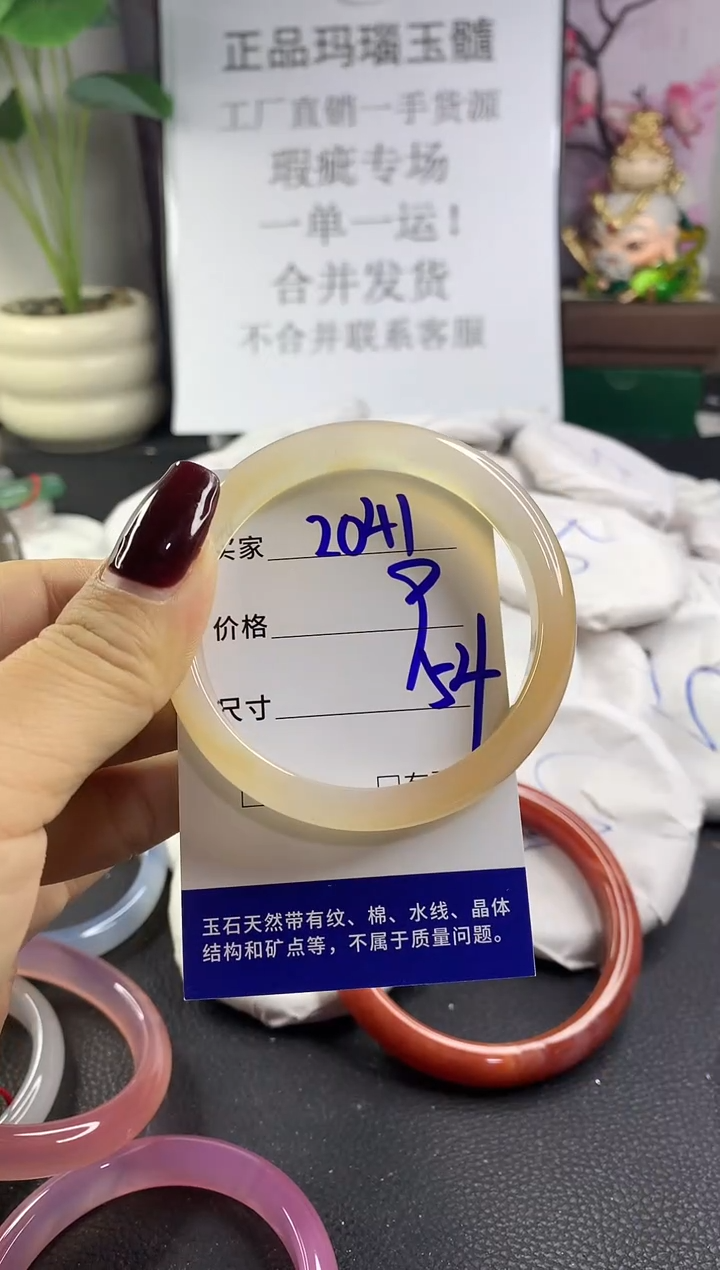 正品玛瑙玉髓
工厂直销一手货源
瑕疵专场
一单一运！
合并发货
不合并联系客服
买家 2041
价格
尺寸 54
玉石天然带有纹、棉、水线、晶体
结构和矿点等，不属于质量问题。